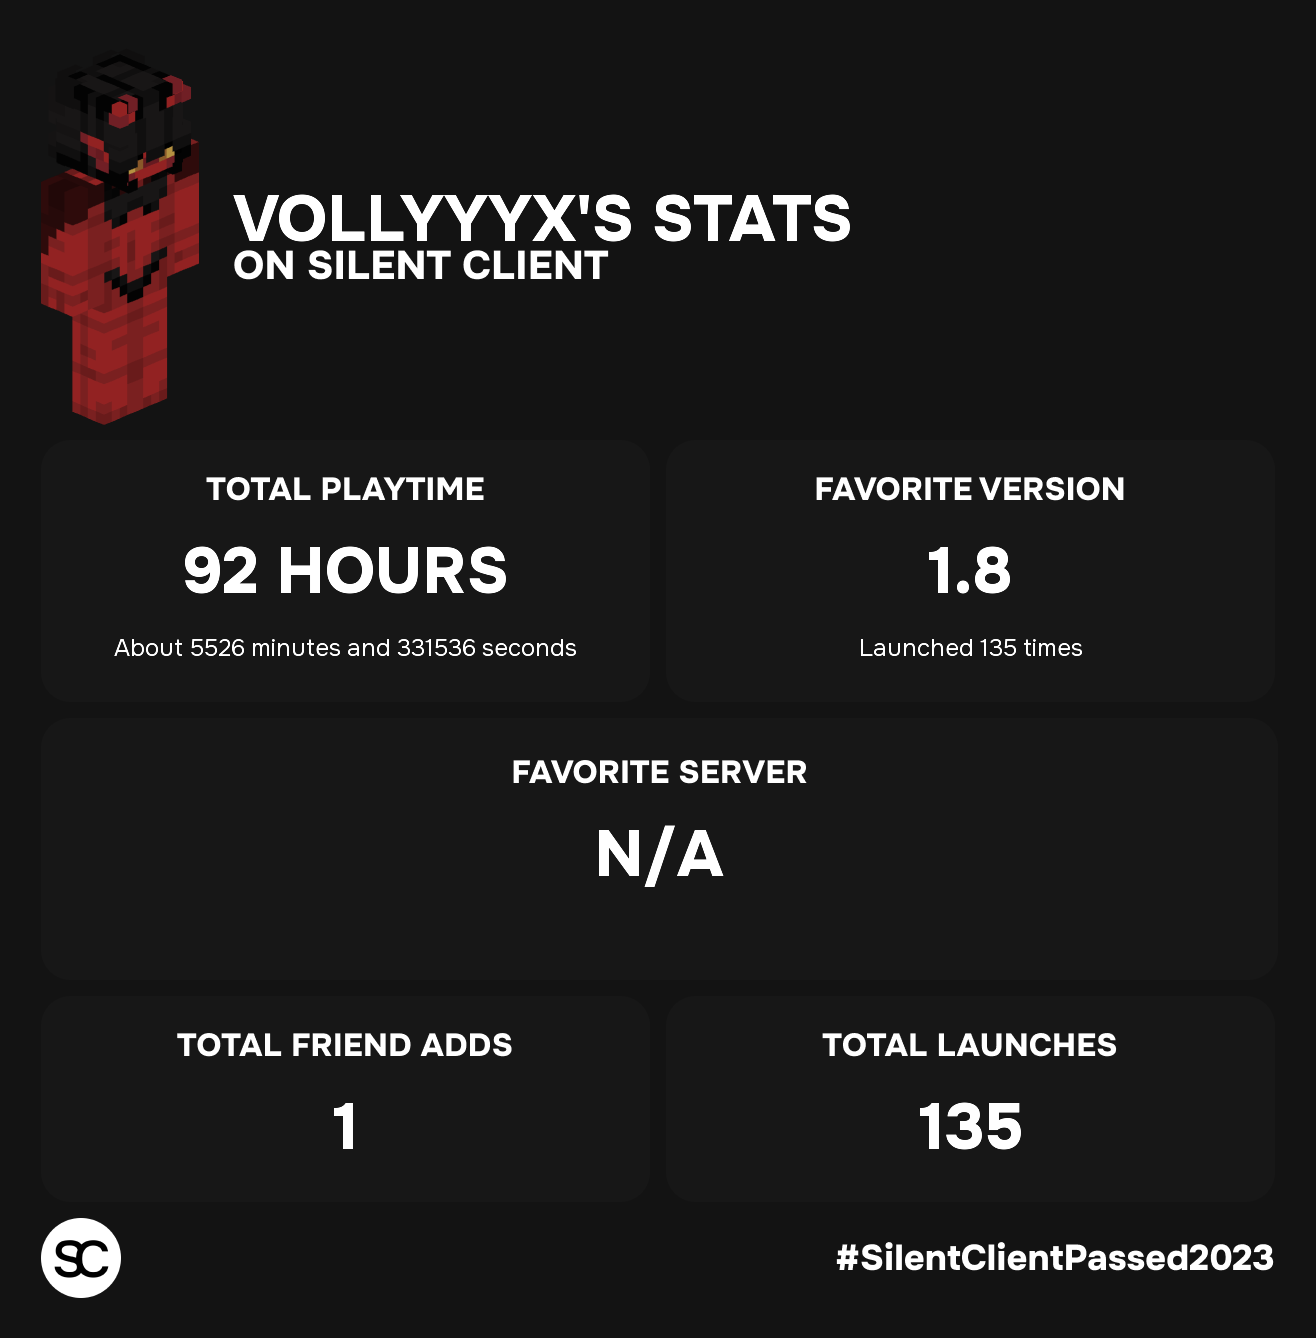 VOLLYYYX'S STATS
ON SILENT CLIENT
TOTAL PLAYTIME
92 HOURS
About 5526 minutes and 331536 seconds
FAVORITE VERSION
1.8
Launched 135 times
FAVORITE SERVER
N/A
TOTAL FRIEND ADDS
1
TOTAL LAUNCHES
135
SC
#SilentClientPassed2023